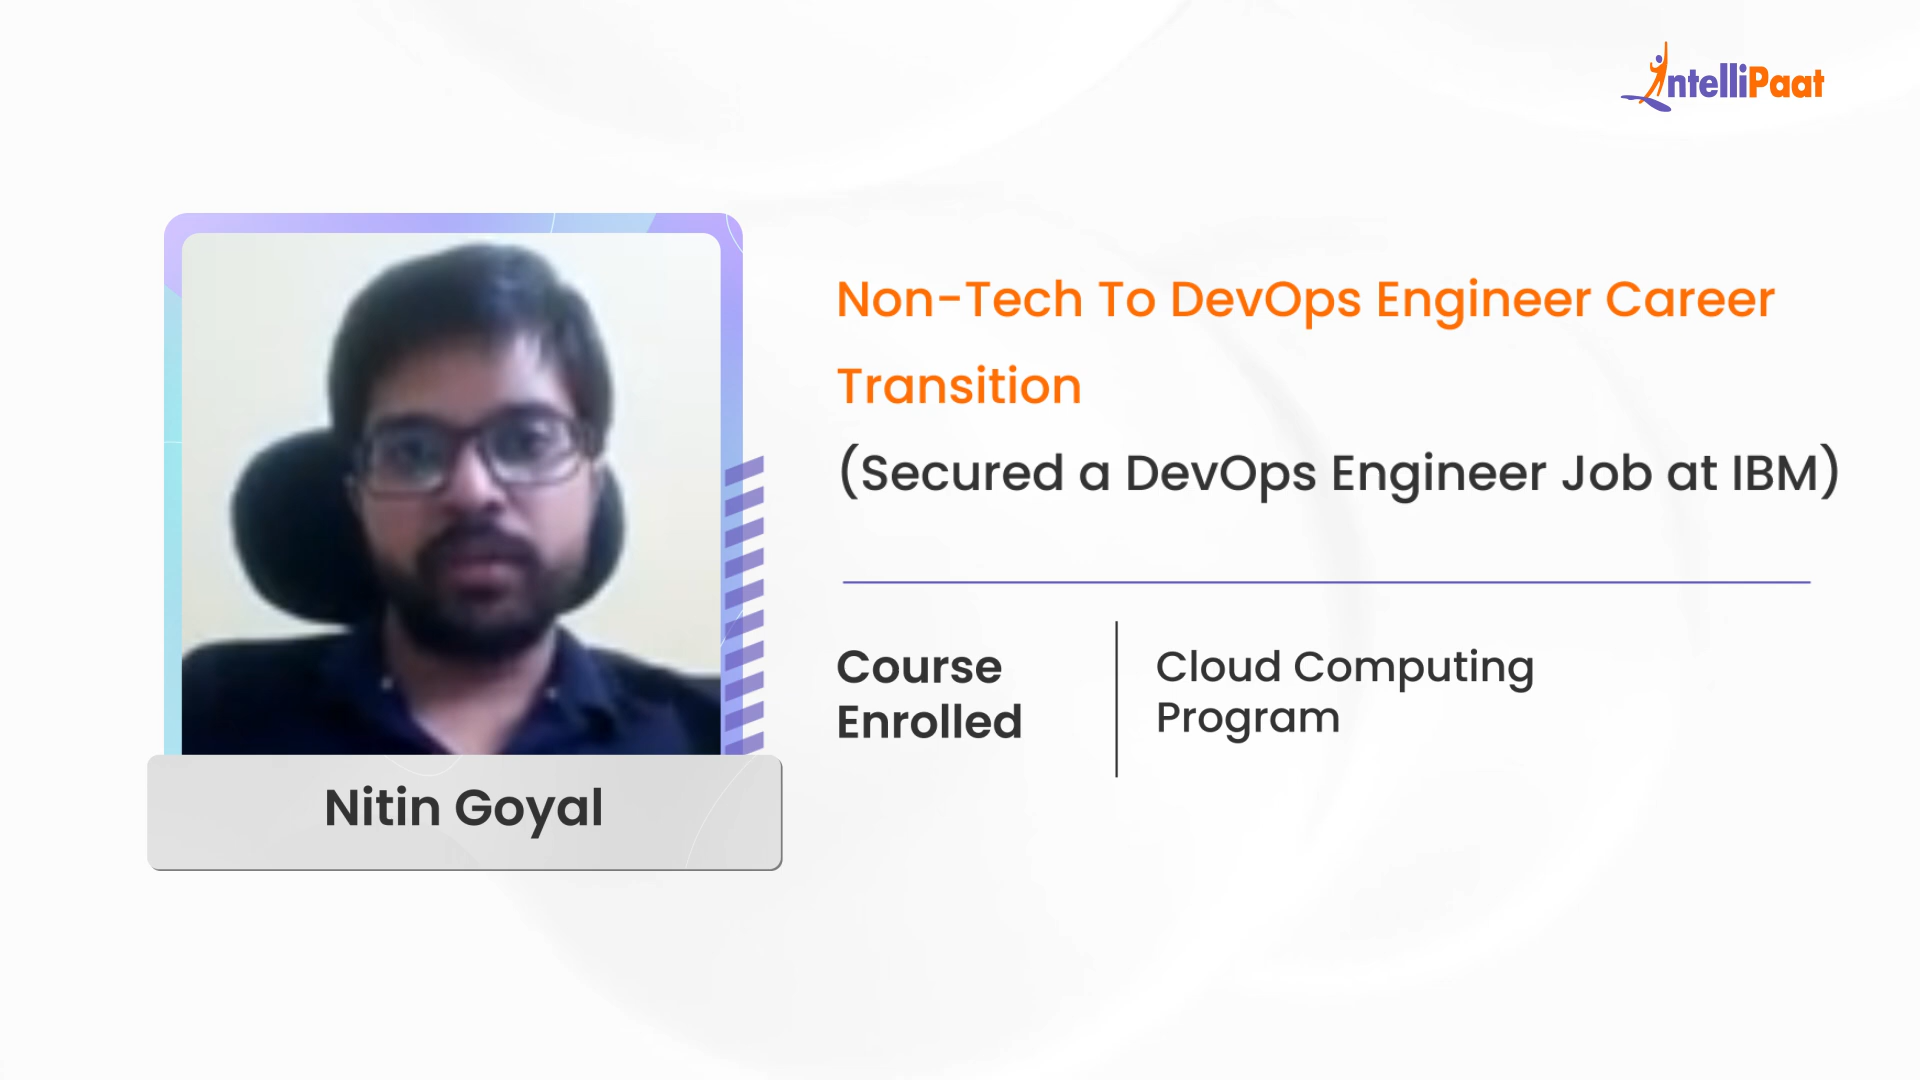 IntelliPaat
Non-Tech To DevOps Engineer Career
Transition
(Secured a DevOps Engineer Job at IBM)
Course
Enrolled
Cloud Computing
Program
Nitin Goyal